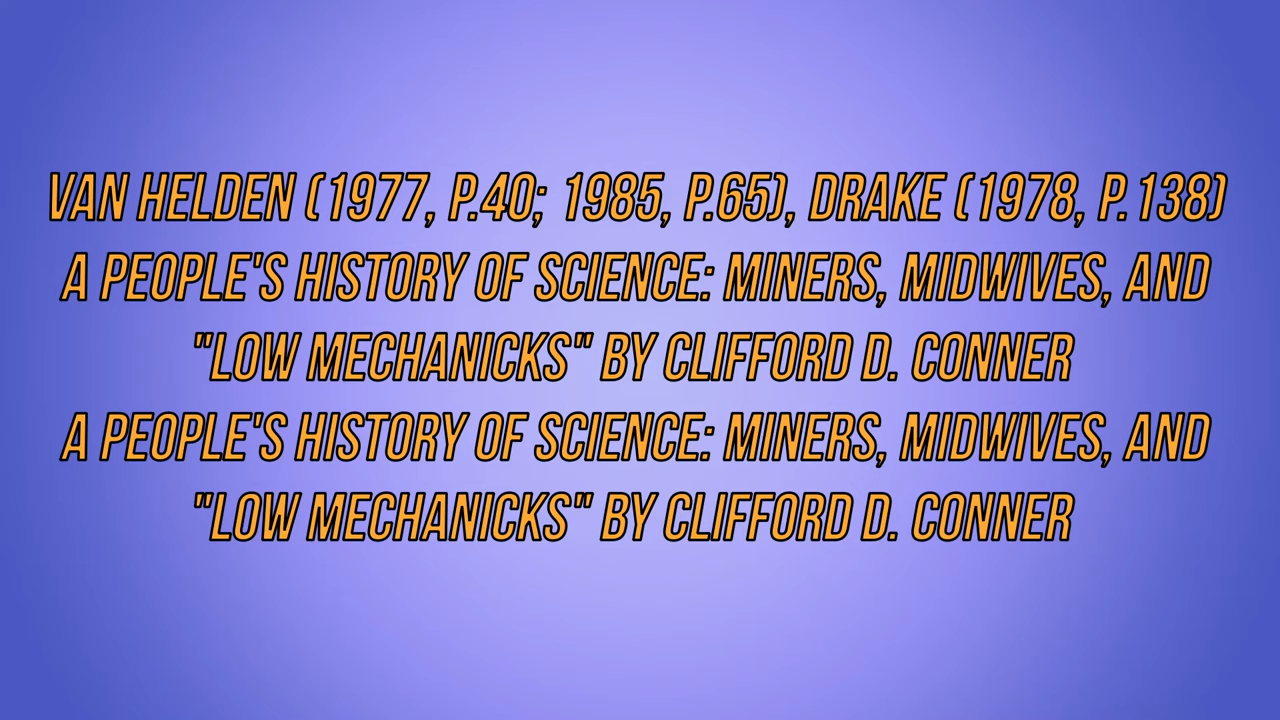 VAN HELDEN (1977, P.40; 1985, P.65), DRAKE (1978, P.138)
A PEOPLE'S HISTORY OF SCIENCE: MINERS, MIDWIVES, AND
"LOW MECHANICKS" BY CLIFFORD D. CONNER
A PEOPLE'S HISTORY OF SCIENCE: MINERS, MIDWIVES, AND
"LOW MECHANICKS" BY CLIFFORD D. CONNER